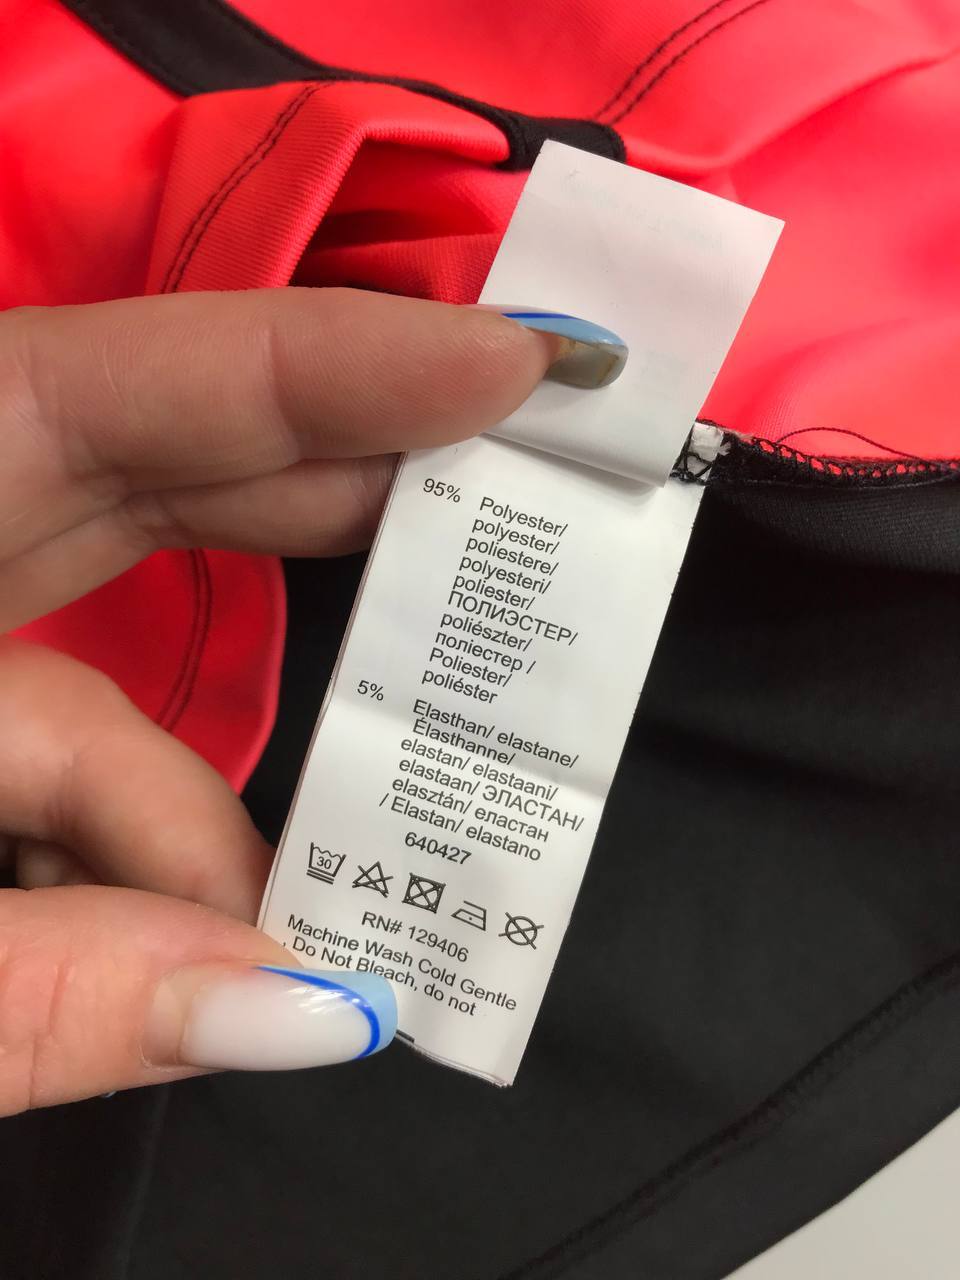 95% Polyester/
polyester/
poliestere/
polyesteri/
poliester/
ПОЛИЭСТЕР/
poliészter/
поліестер /
Poliester/
poliéster
5% Elasthan/ elastane/
Élasthanne/
elastan/ elastaani/
elastaan/ ЭЛАСТАН/
elasztán/ еластан
/ Elastan/ elastano
640427
30
RN# 129406
Machine Wash Cold Gentle
, Do Not Bleach, do not